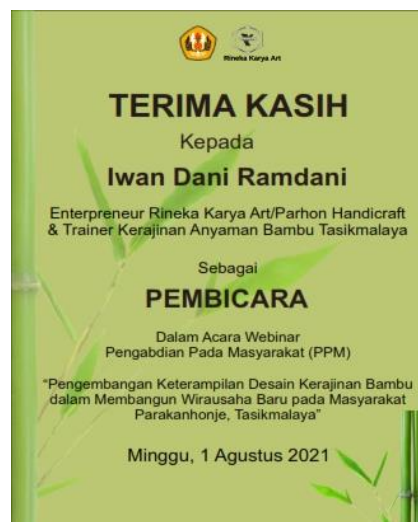 Rineka Karya Art
TERIMA KASIH
Kepada
Iwan Dani Ramdani
Enterpreneur Rineka Karya Art/Parhon Handicraft
& Trainer Kerajinan Anyaman Bambu Tasikmalaya
Sebagai
PEMBICARA
Dalam Acara Webinar
Pengabdian Pada Masyarakat (PPM)
“Pengembangan Keterampilan Desain Kerajinan Bambu
dalam Membangun Wirausaha Baru pada Masyarakat
Parakanhonje, Tasikmalaya”
Minggu, 1 Agustus 2021